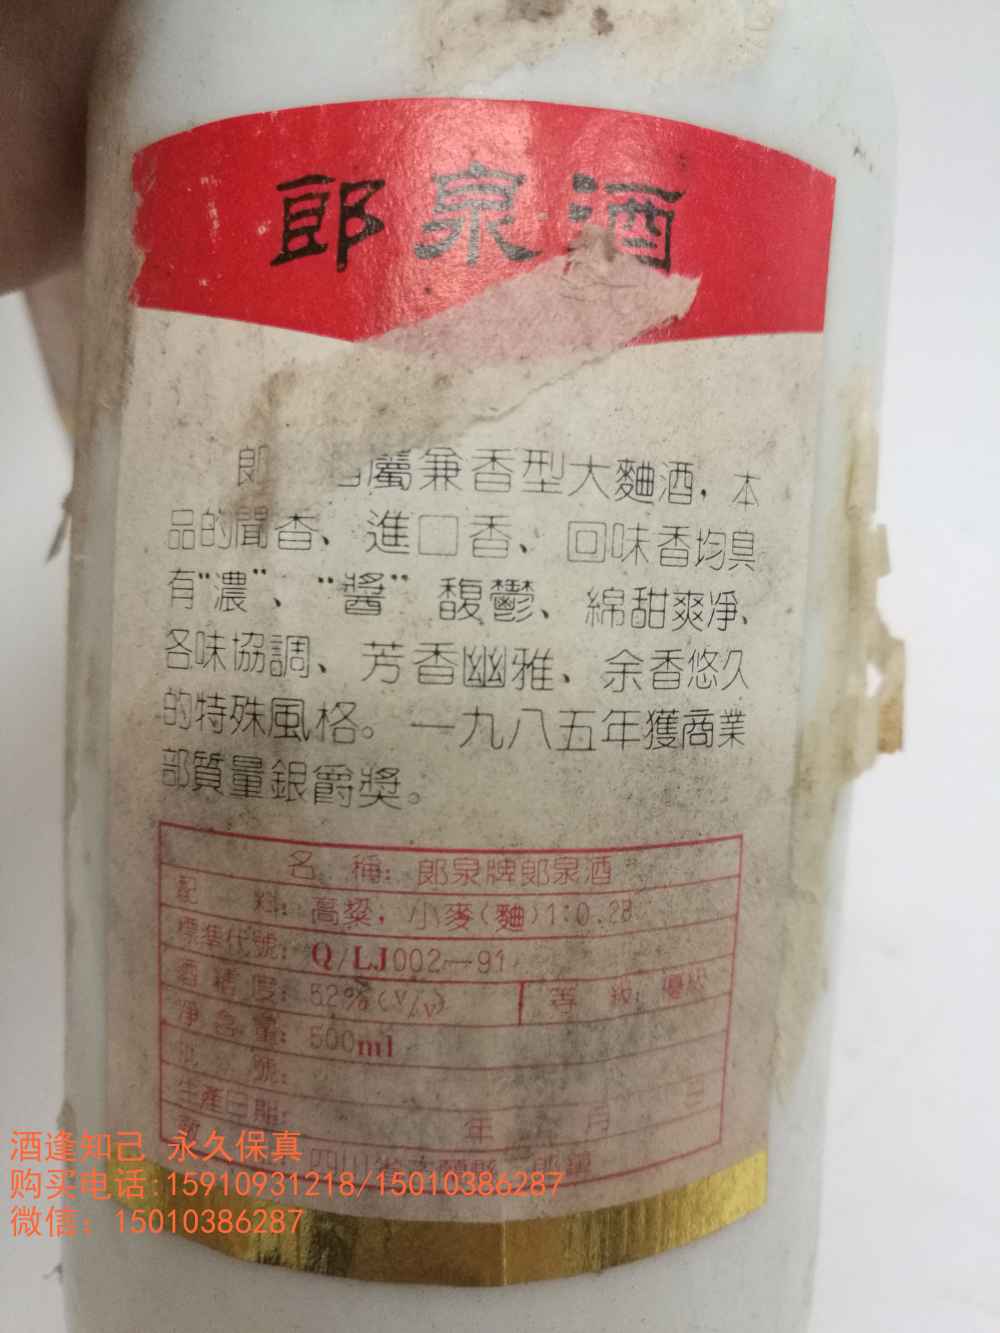 郎泉酒
郎 屬兼香型大麯酒，本
品的聞香、進口香、回味香均臭
有“濃”、“醬”馥鬱、綿甜爽净、
各味協調、芳香幽雅、余香悠久
的特殊風格。一九八五年獲商業
部質量銀爵獎。
名 稱：郎泉牌郎泉酒
配 料：高粱，小麥(麯)1:0.28
標準代號：Q/LJ002—91
酒精度：52%(v/v) 等 級：優級
淨含量：500ml
號：
生産日期： 年 月 日
四川 鎮
酒逢知己 永久保真
购买电话:15910931218/15010386287
微信：15010386287